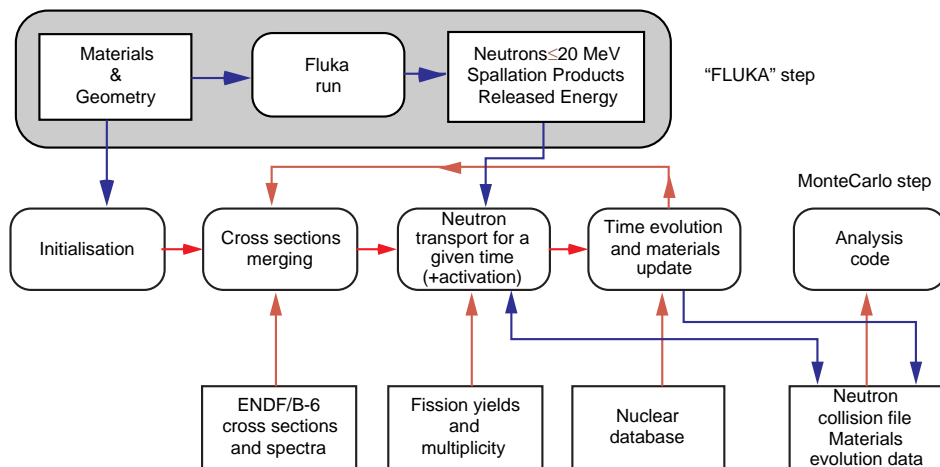 Materials
&
Geometry
Fluka
run
Neutrons≤20 MeV
Spallation Products
Released Energy
“FLUKA” step
MonteCarlo step
Initialisation
Cross sections
merging
Neutron
transport for a
given time
(+activation)
Time evolution
and materials
update
Analysis
code
ENDF/B-6
cross sections
and spectra
Fission yields
and
multiplicity
Nuclear
database
Neutron
collision file
Materials
evolution data